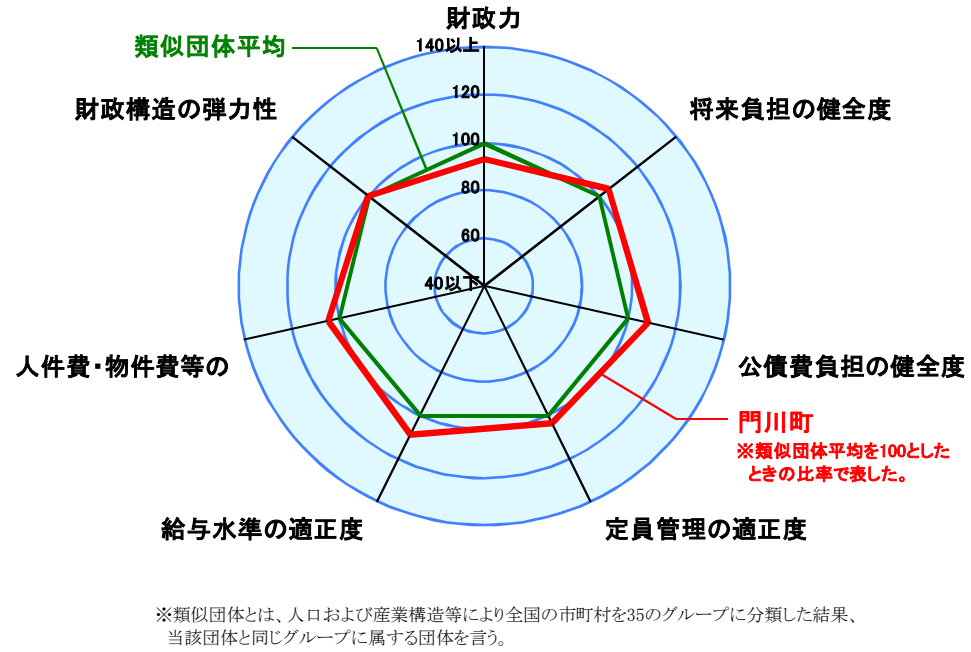 財政力
類似団体平均
140以上
120
100
80
60
40以下
財政構造の弾力性
将来負担の健全度
人件費・物件費等の
公債費負担の健全度
門川町
※類似団体平均を100とした
ときの比率で表した。
給与水準の適正度
定員管理の適正度
※類似団体とは、人口および産業構造等により全国の市町村を35のグループに分類した結果、
当該団体と同じグループに属する団体を言う。